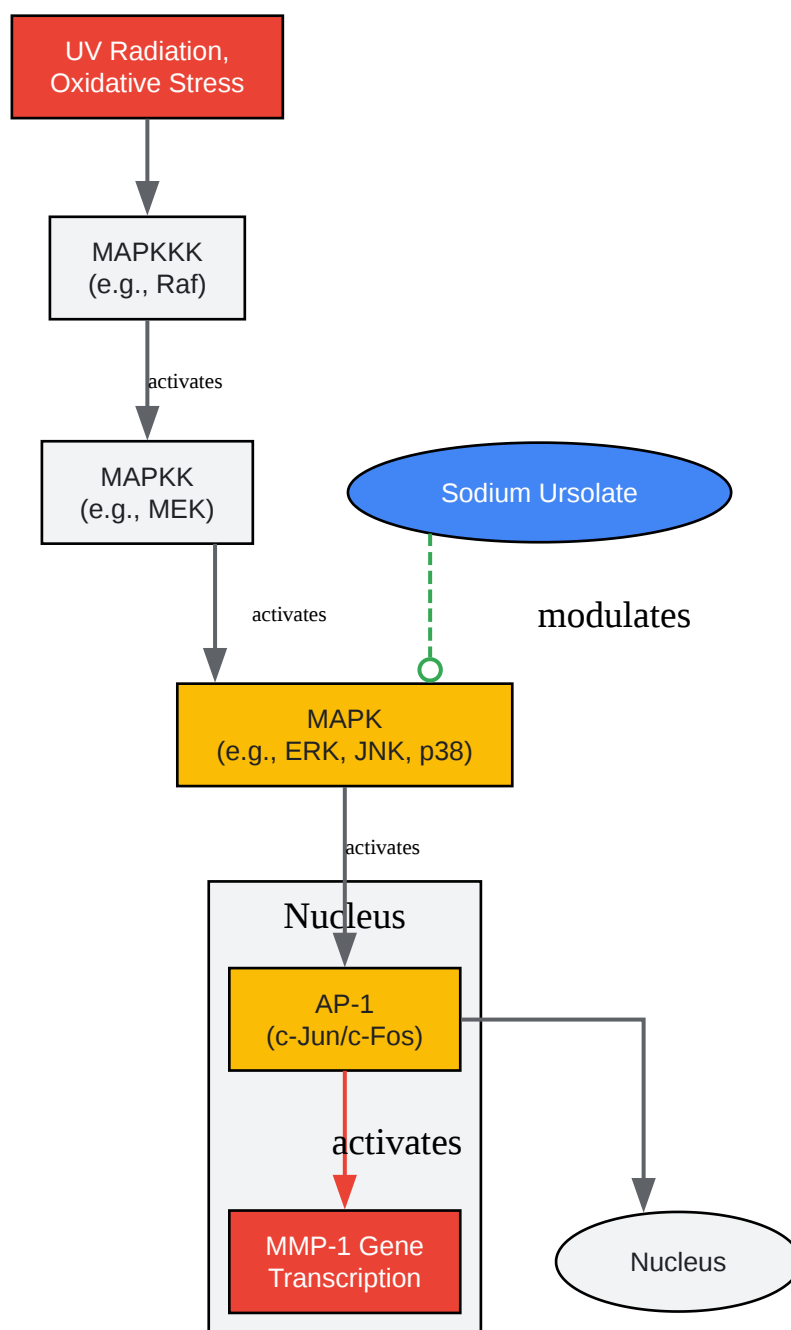 UV Radiation,
Oxidative Stress
MAPKKK
(e.g., Raf)
activates
MAPKK
(e.g., MEK)
Sodium Ursolate
activates
modulates
MAPK
(e.g., ERK, JNK, p38)
activates
Nucleus
AP-1
(c-Jun/c-Fos)
activates
MMP-1 Gene
Transcription
Nucleus